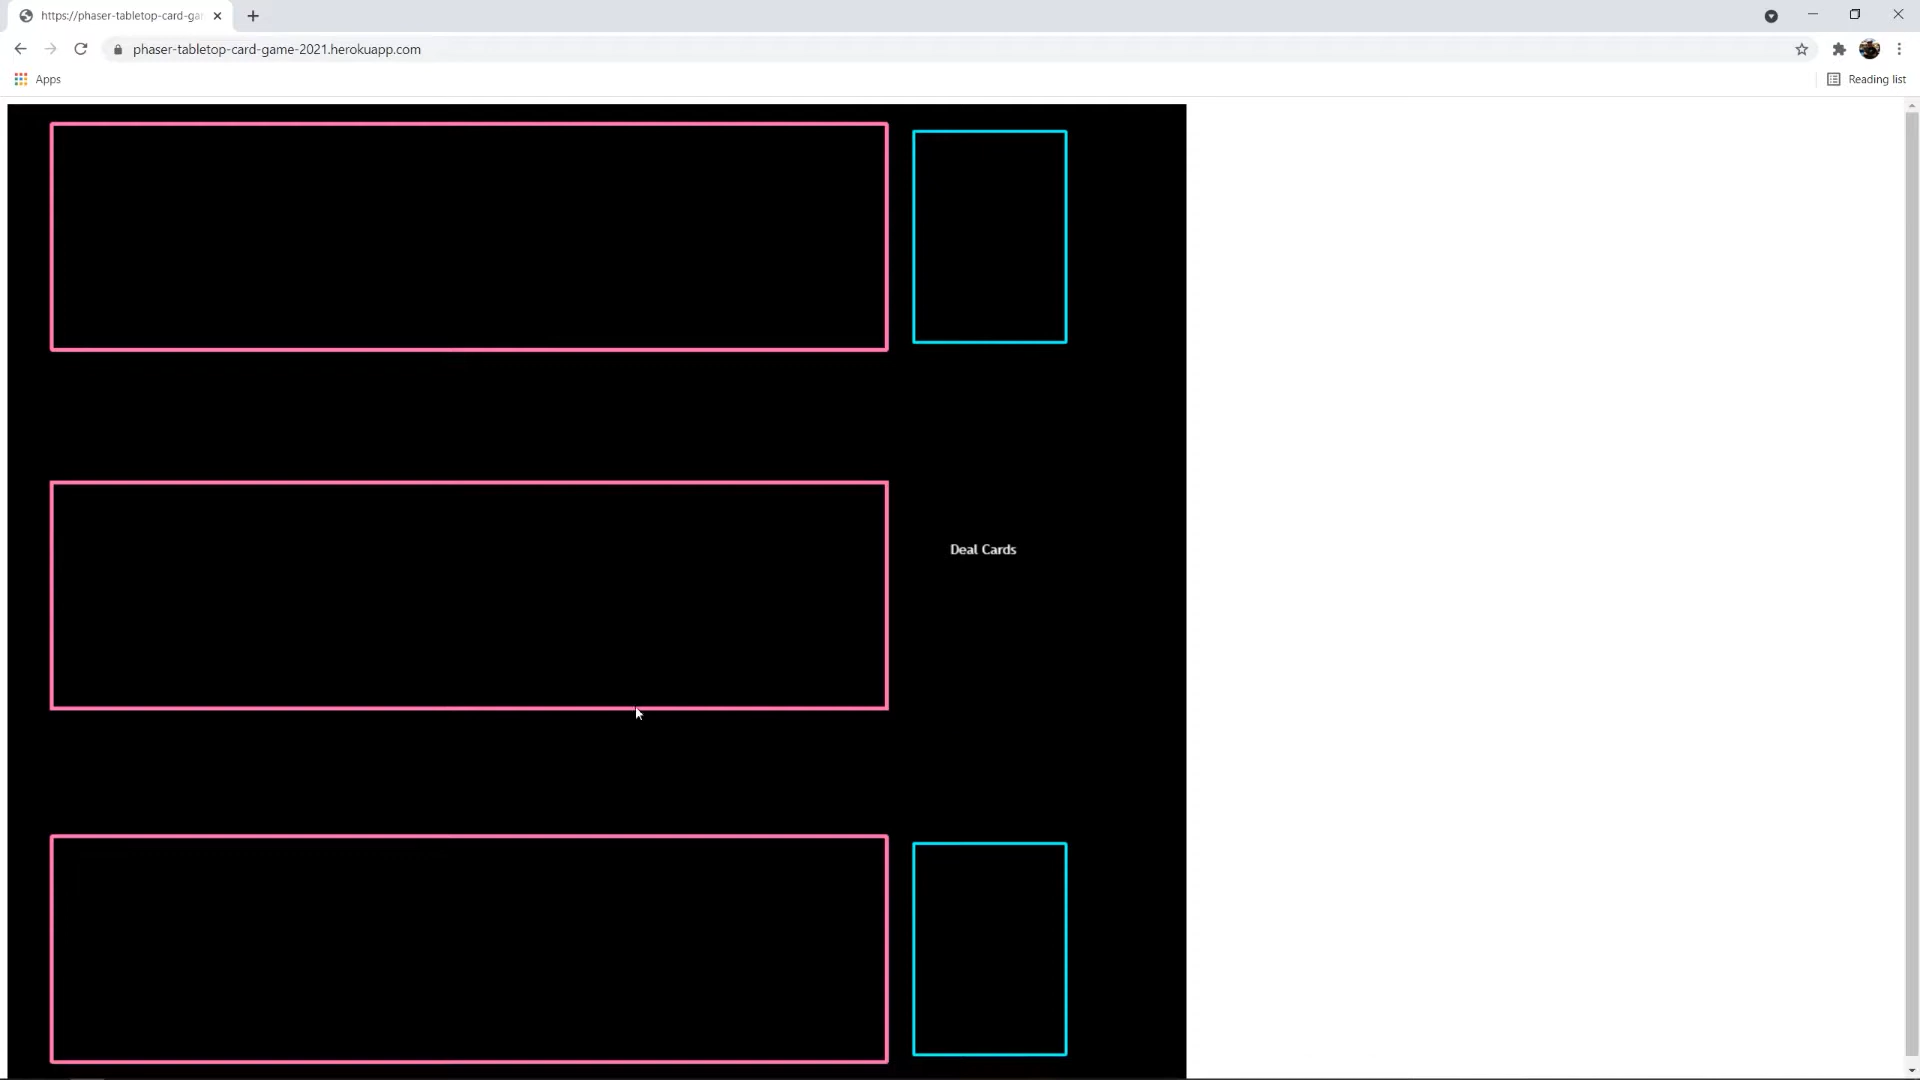 https://phaser-tabletop-card-ga
phaser-tabletop-card-game-2021.herokuapp.com
Apps
Reading list
Deal Cards